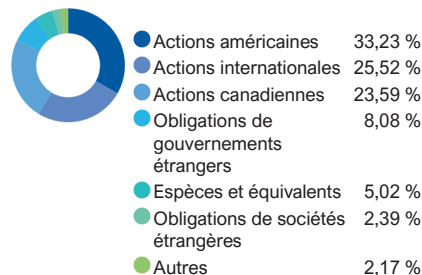 Actions américaines 33,23 %
Actions internationales 25,52 %
Actions canadiennes 23,59 %
Obligations de 8,08 %
gouvernements
étrangers
Espèces et équivalents 5,02 %
Obligations de sociétés 2,39 %
étrangères
Autres 2,17 %